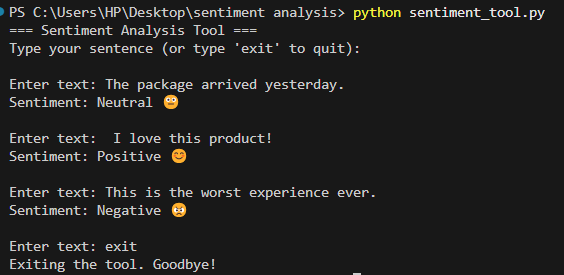 PS C:\Users\HP\Desktop\sentiment analysis> python sentiment_tool.py
=== Sentiment Analysis Tool ===
Type your sentence (or type 'exit' to quit):
Enter text: The package arrived yesterday.
Sentiment: Neutral 😐
Enter text:  I love this product!
Sentiment: Positive 😊
Enter text: This is the worst experience ever.
Sentiment: Negative 😠
Enter text: exit
Exiting the tool. Goodbye!